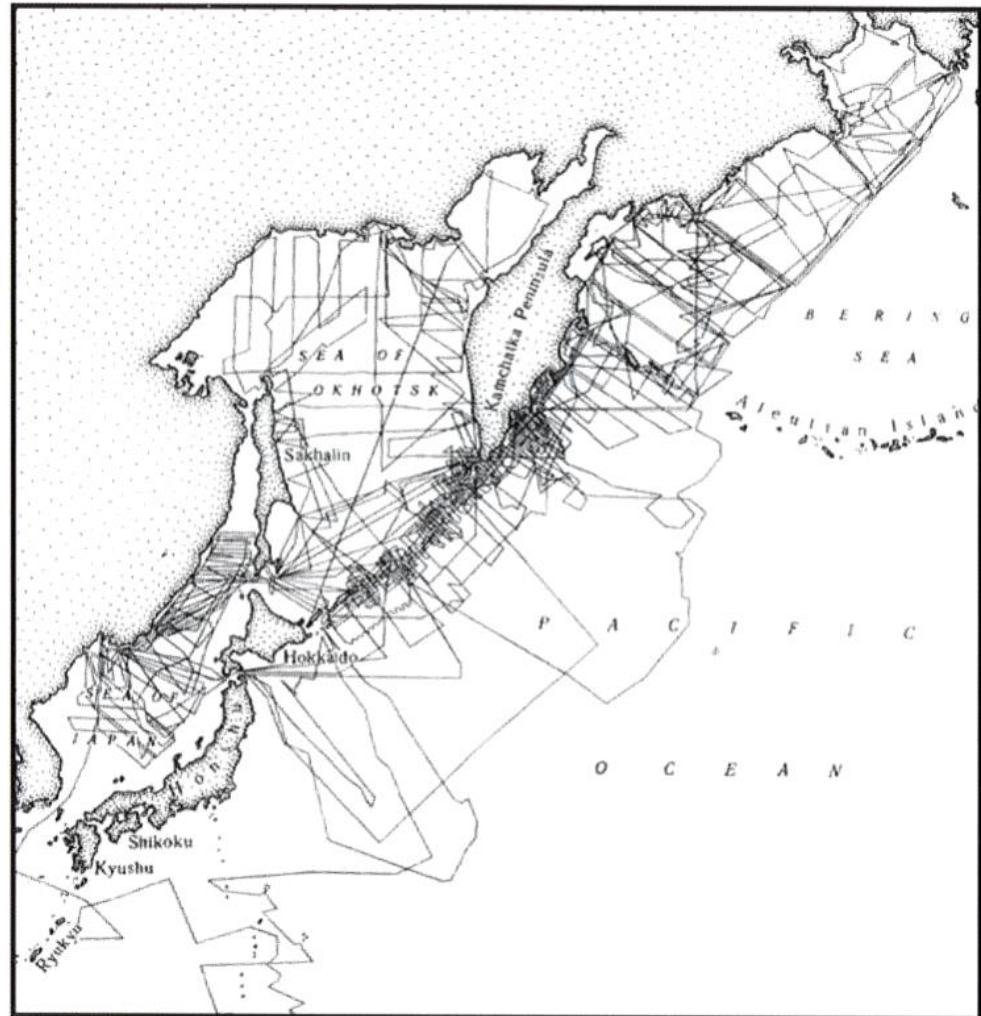 Kamchatka Peninsula
BERING
SEA
SEA OF
OKHOTSK
Aleutian Island
Sakhalin
PACIFIC
Hokkaido
SEA OF
JAPAN
Honshu
OCEAN
Shikoku
Kyushu
Ryukyu